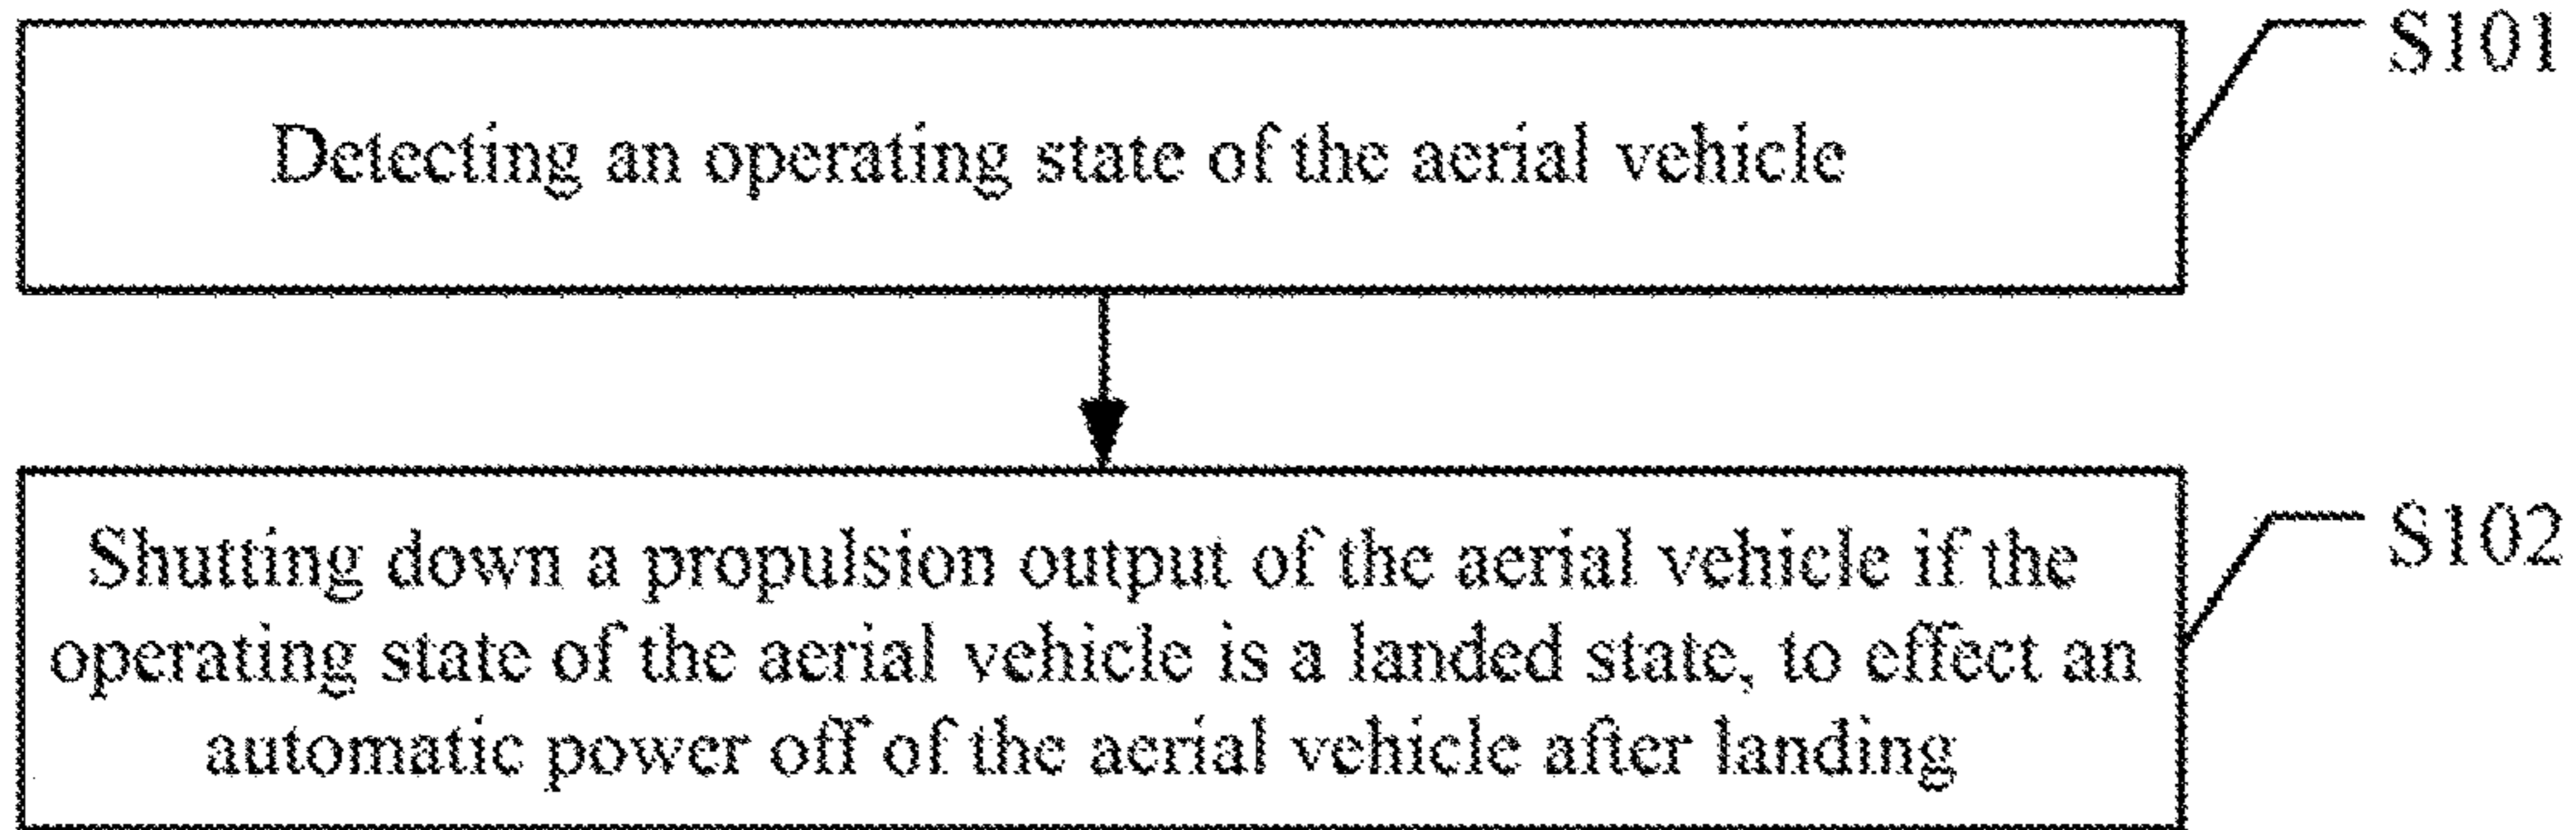 S101
Detecting an operating state of the aerial vehicle
S102
Shutting down a propulsion output of the aerial vehicle if the
operating state of the aerial vehicle is a landed state, to effect an
automatic power off of the aerial vehicle after landing